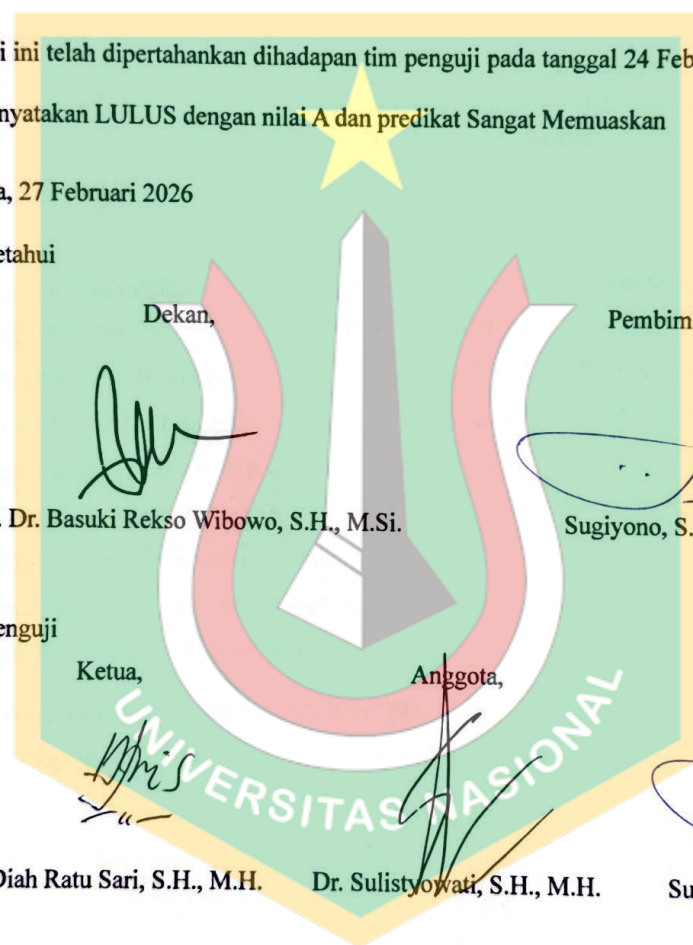 i ini telah dipertahankan dihadapan tim penguji pada tanggal 24 Feb
nyatakan LULUS dengan nilai A dan predikat Sangat Memuaskan
a, 27 Februari 2026
etahui
Dekan, Pembim
. Dr. Basuki Rekso Wibowo, S.H., M.Si. Sugiyono, S.
enguji
Ketua, Anggota,
UNIVERSITAS NASIONAL
Diah Ratu Sari, S.H., M.H. Dr. Sulistyowati, S.H., M.H. Su